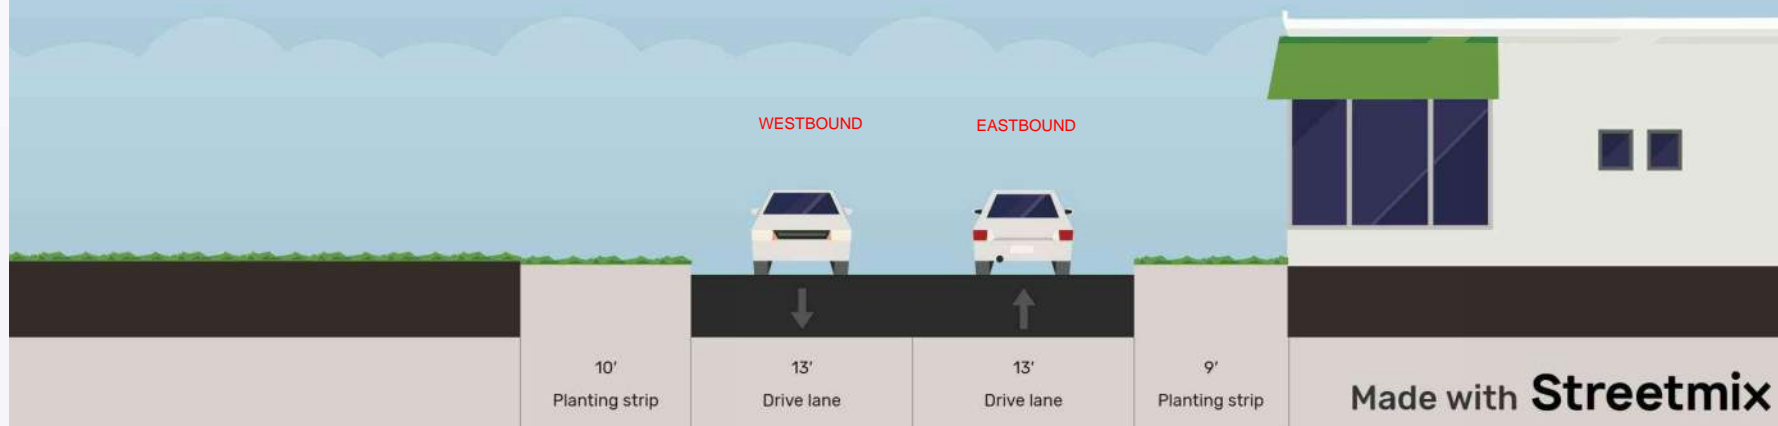 WESTBOUND
EASTBOUND
10′
Planting strip
13′
Drive lane
13′
Drive lane
9′
Planting strip
Made with Streetmix